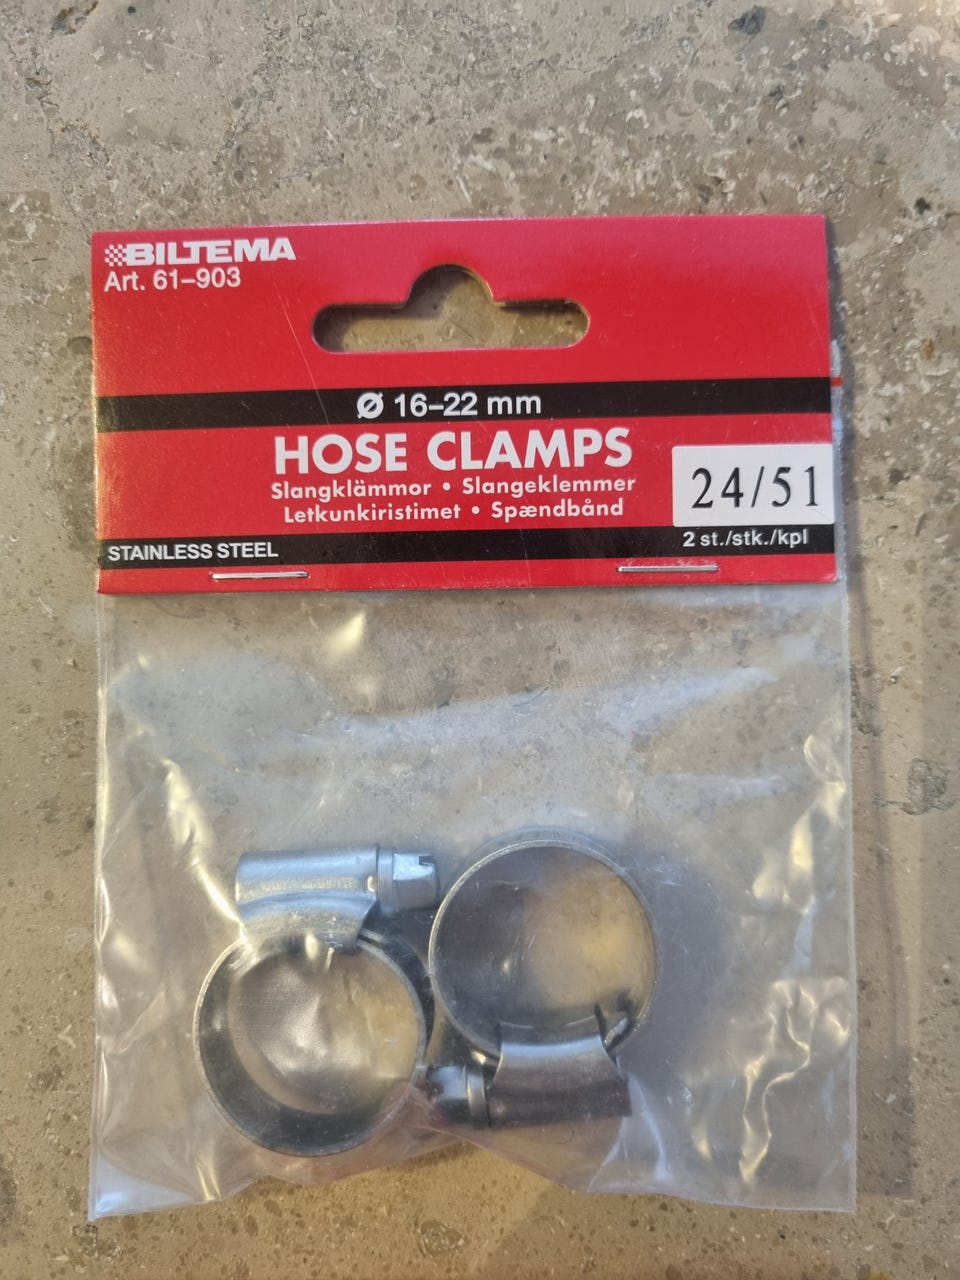 BILTEMA
Art. 61–903
Ø 16–22 mm
HOSE CLAMPS
Slangklämmor • Slangeklemmer
Letkunkiristimet • Spændbånd
24/51
STAINLESS STEEL
2 st./stk./kpl